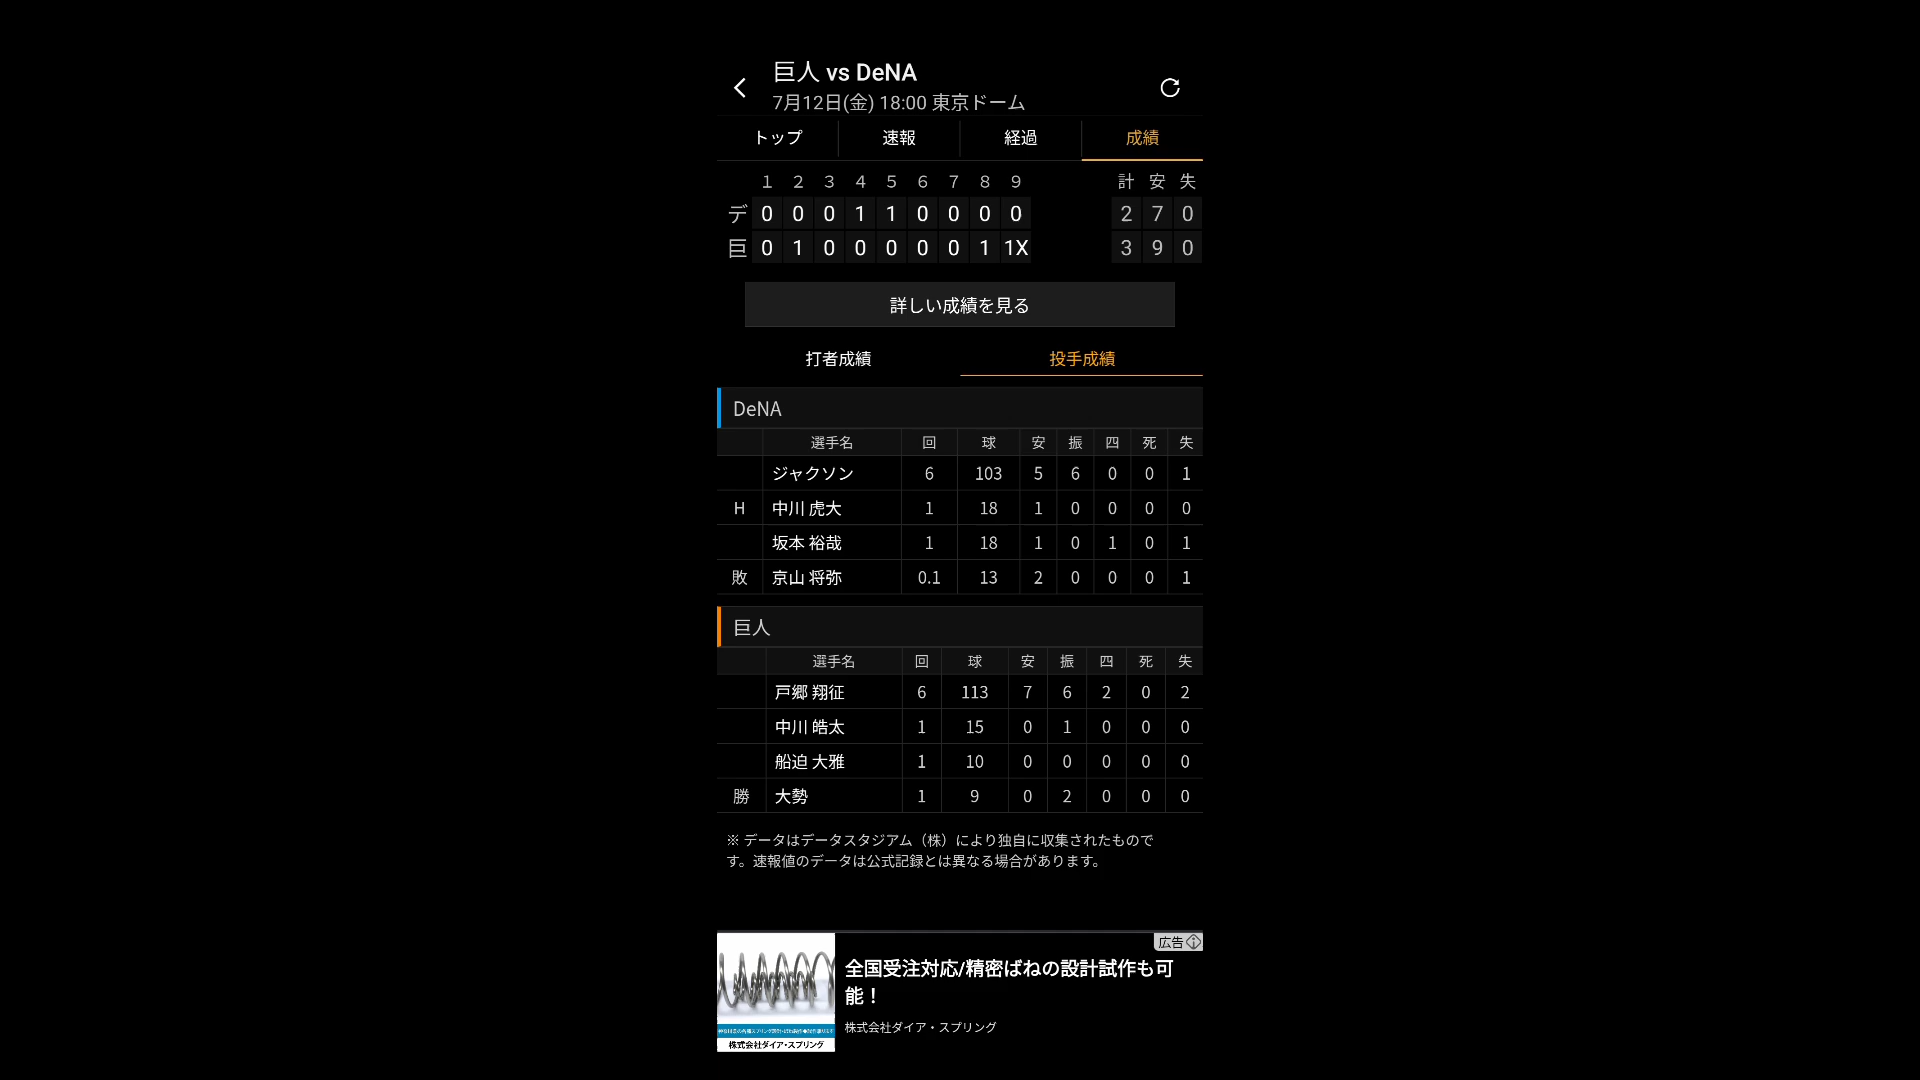 巨人 vs DeNA
7月12日(金) 18:00 東京ドーム
トップ 速報 経過 成績
1 2 3 4 5 6 7 8 9 計 安 失
デ 0 0 0 1 1 0 0 0 0 2 7 0
巨 0 1 0 0 0 0 0 1 1X 3 9 0
詳しい成績を見る
打者成績 投手成績
DeNA
選手名 回 球 安 振 四 死 失
ジャクソン 6 103 5 6 0 0 1
H 中川 虎大 1 18 1 0 0 0 0
坂本 裕哉 1 18 1 0 1 0 1
敗 京山 将弥 0.1 13 2 0 0 0 1
巨人
選手名 回 球 安 振 四 死 失
戸郷 翔征 6 113 7 6 2 0 2
中川 皓太 1 15 0 1 0 0 0
船迫 大雅 1 10 0 0 0 0 0
勝 大勢 1 9 0 2 0 0 0
※ データはデータスタジアム（株）により独自に収集されたもので
す。速報値のデータは公式記録とは異なる場合があります。
広告
全国受注対応/精密ばねの設計試作も可
能！
株式会社ダイア・スプリング
株式会社ダイア・スプリング